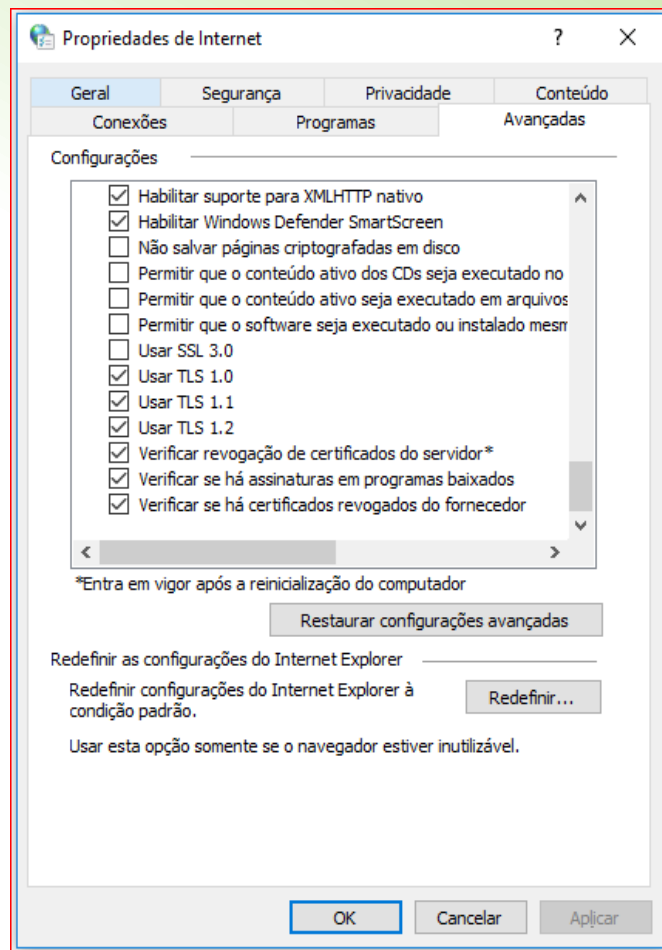 Propriedades de Internet
Geral
Segurança
Privacidade
Conteúdo
Conexões
Programas
Avançadas
Configurações
Habilitar suporte para XMLHTTP nativo
Habilitar Windows Defender SmartScreen
Não salvar páginas criptografadas em disco
Permitir que o conteúdo ativo dos CDs seja executado no
Permitir que o conteúdo ativo seja executado em arquivos
Permitir que o software seja executado ou instalado mesm
Usar SSL 3.0
Usar TLS 1.0
Usar TLS 1.1
Usar TLS 1.2
Verificar revogação de certificados do servidor*
Verificar se há assinaturas em programas baixados
Verificar se há certificados revogados do fornecedor
*Entra em vigor após a reinicialização do computador
Restaurar configurações avançadas
Redefinir as configurações do Internet Explorer
Redefinir configurações do Internet Explorer à
condição padrão.
Redefinir...
Usar esta opção somente se o navegador estiver inutilizável.
OK
Cancelar
Aplicar